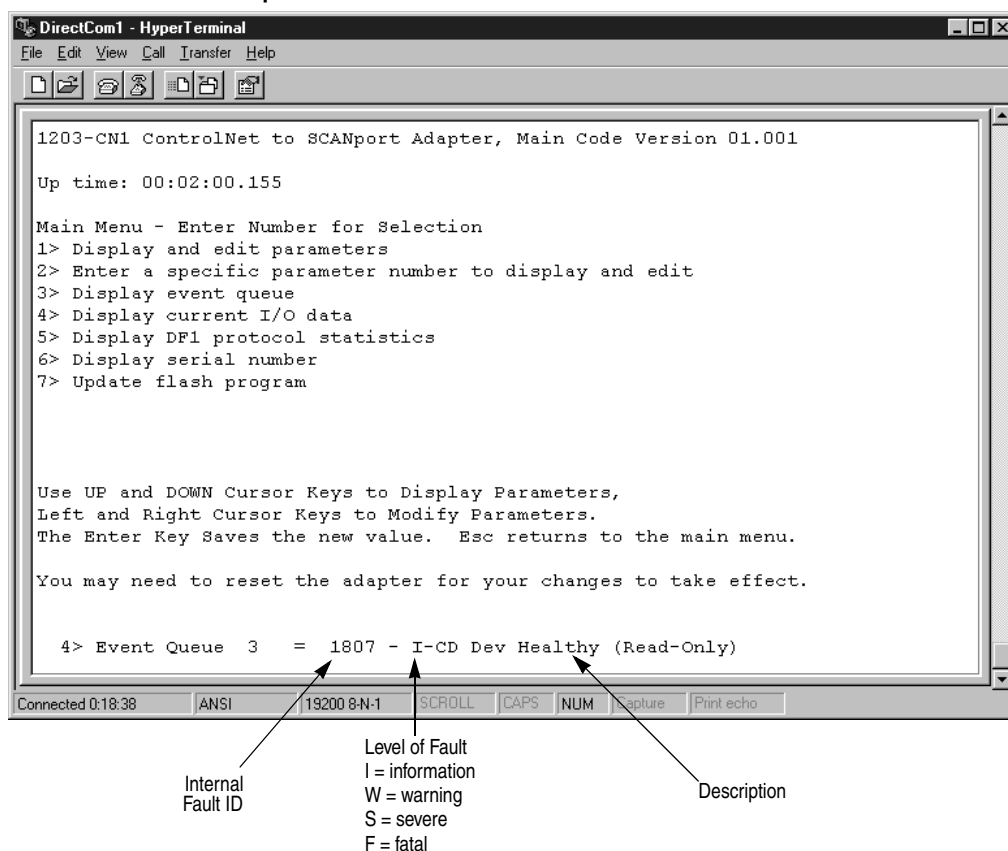 DirectCom1 - HyperTerminal
File Edit View Call Transfer Help
1203-CN1 ControlNet to SCANport Adapter, Main Code Version 01.001
Up time: 00:02:00.155
Main Menu - Enter Number for Selection
1> Display and edit parameters
2> Enter a specific parameter number to display and edit
3> Display event queue
4> Display current I/O data
5> Display DF1 protocol statistics
6> Display serial number
7> Update flash program
Use UP and DOWN Cursor Keys to Display Parameters,
Left and Right Cursor Keys to Modify Parameters.
The Enter Key Saves the new value. Esc returns to the main menu.
You may need to reset the adapter for your changes to take effect.
4> Event Queue 3 = 1807 - I-CD Dev Healthy (Read-Only)
Connected 0:18:38 ANSI 19200 8-N-1 SCROLL CAPS NUM Capture Print echo
Internal
Fault ID
Level of Fault
I = information
W = warning
S = severe
F = fatal
Description